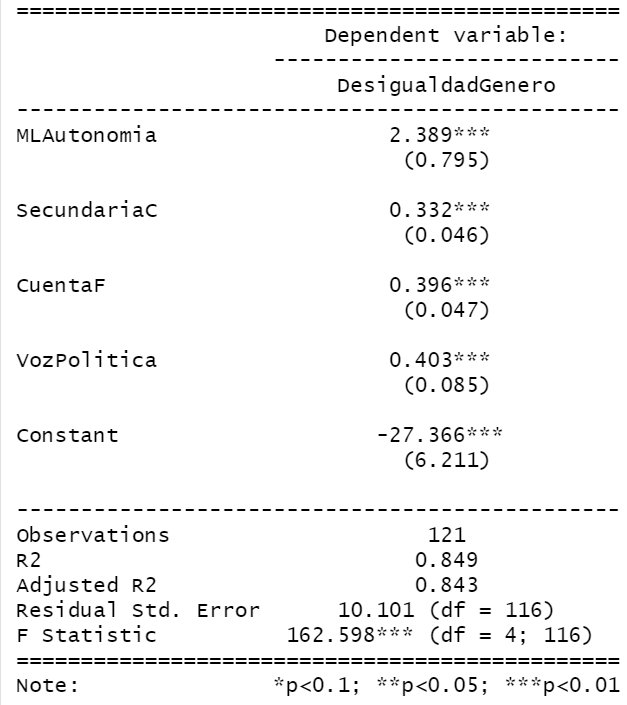 =================================================
Dependent variable:
---------------------------
DesigualdadGenero
-------------------------------------------------
MLAutonomia 2.389***
(0.795)
SecundariaC 0.332***
(0.046)
CuentaF 0.396***
(0.047)
VozPolitica 0.403***
(0.085)
Constant -27.366***
(6.211)
-------------------------------------------------
Observations 121
R2 0.849
Adjusted R2 0.843
Residual Std. Error 10.101 (df = 116)
F Statistic 162.598*** (df = 4; 116)
=================================================
Note: *p<0.1; **p<0.05; ***p<0.01